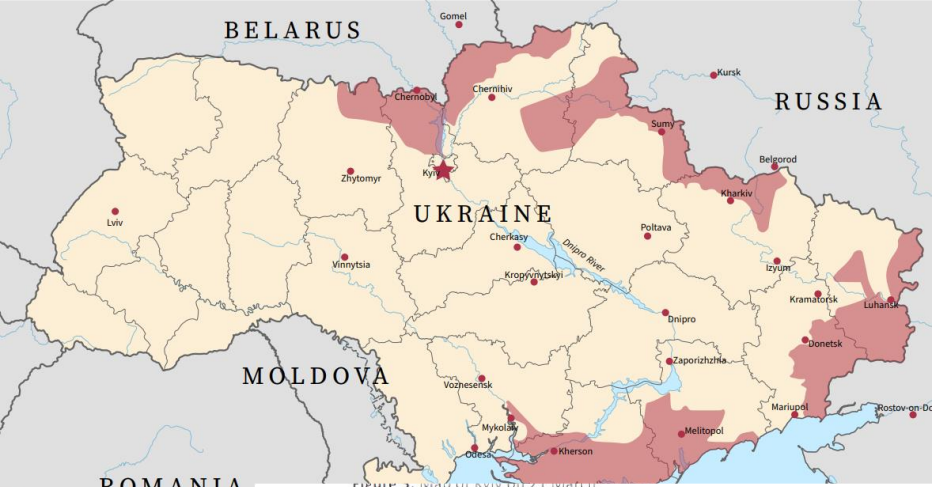 Gomel
BELARUS
Kursk
RUSSIA
Chernobyl
Chernihiv
Sumy
Belgorod
Kyiv
Zhytomyr
Kharkiv
Lviv
UKRAINE
Poltava
Cherkasy
Dnipro River
Vinnytsia
Izyum
Kropyvnytskyi
Kramatorsk
Luhansk
Dnipro
Donetsk
Zaporizhzhia
MOLDOVA
Voznesensk
Mariupol
Rostov-on-Do
Mykolaiv
Melitopol
Odesa
Kherson
ROMANIA